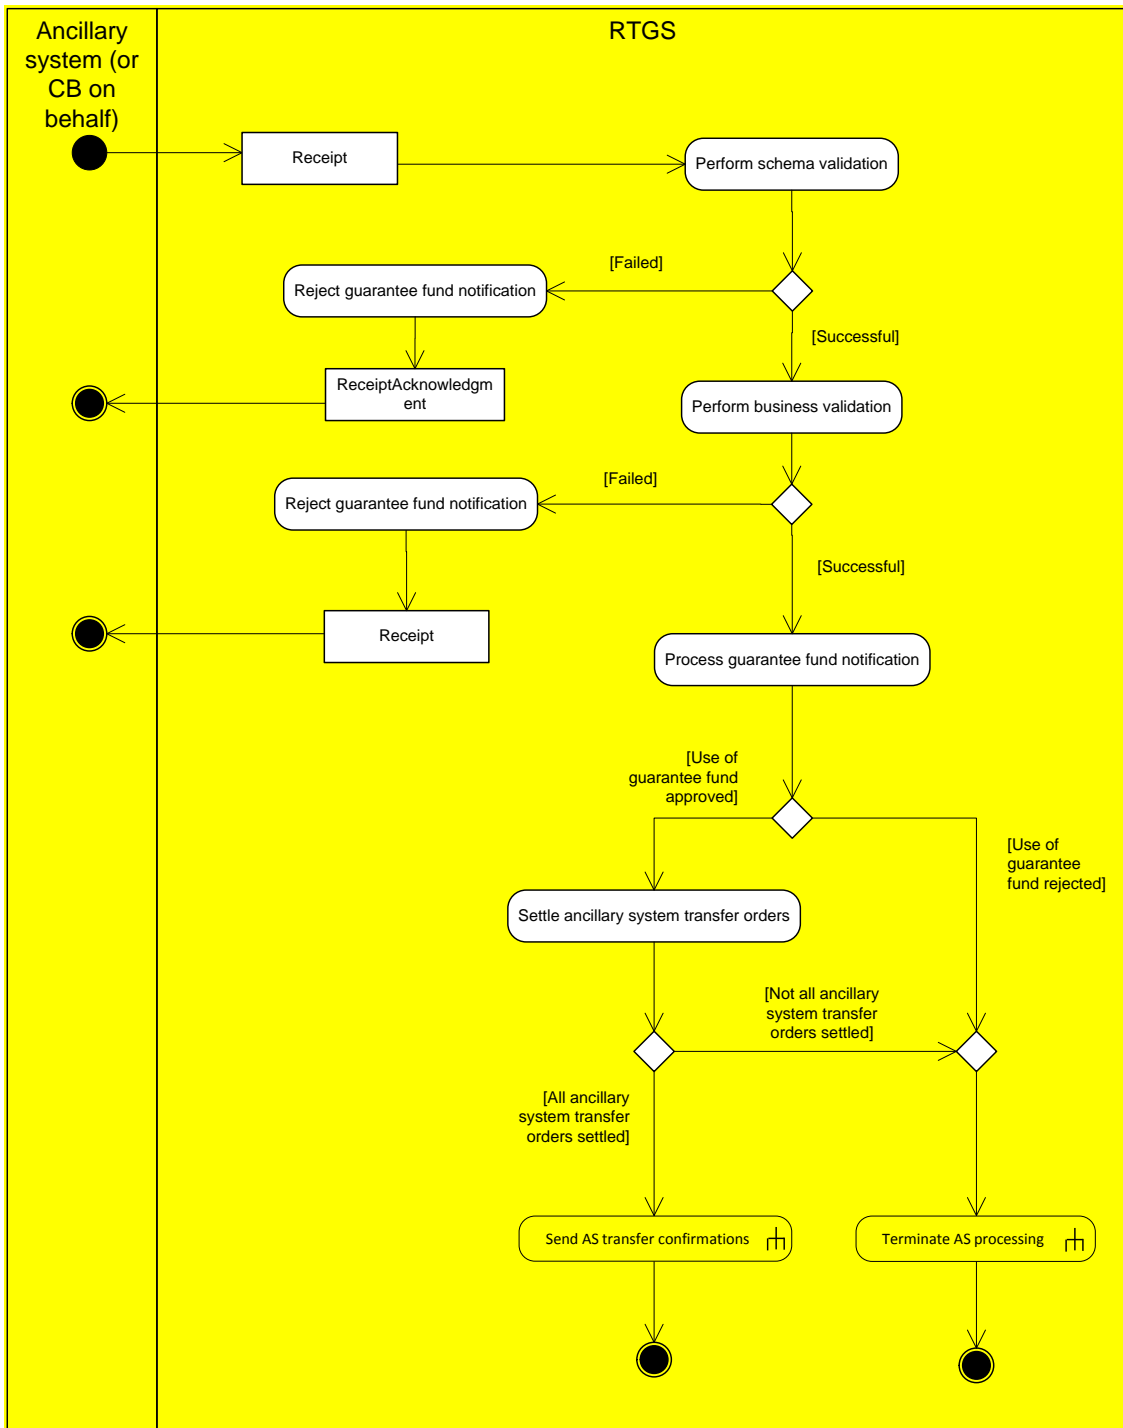 Ancillary
system (or
CB on
behalf)
RTGS
Receipt
Perform schema validation
[Failed]
Reject guarantee fund notification
[Successful]
ReceiptAcknowledgm
ent
Perform business validation
[Failed]
Reject guarantee fund notification
[Successful]
Receipt
Process guarantee fund notification
[Use of
guarantee fund
approved]
[Use of
guarantee
fund rejected]
Settle ancillary system transfer orders
[Not all ancillary
system transfer
orders settled]
[All ancillary
system transfer
orders settled]
Send AS transfer confirmations
Terminate AS processing